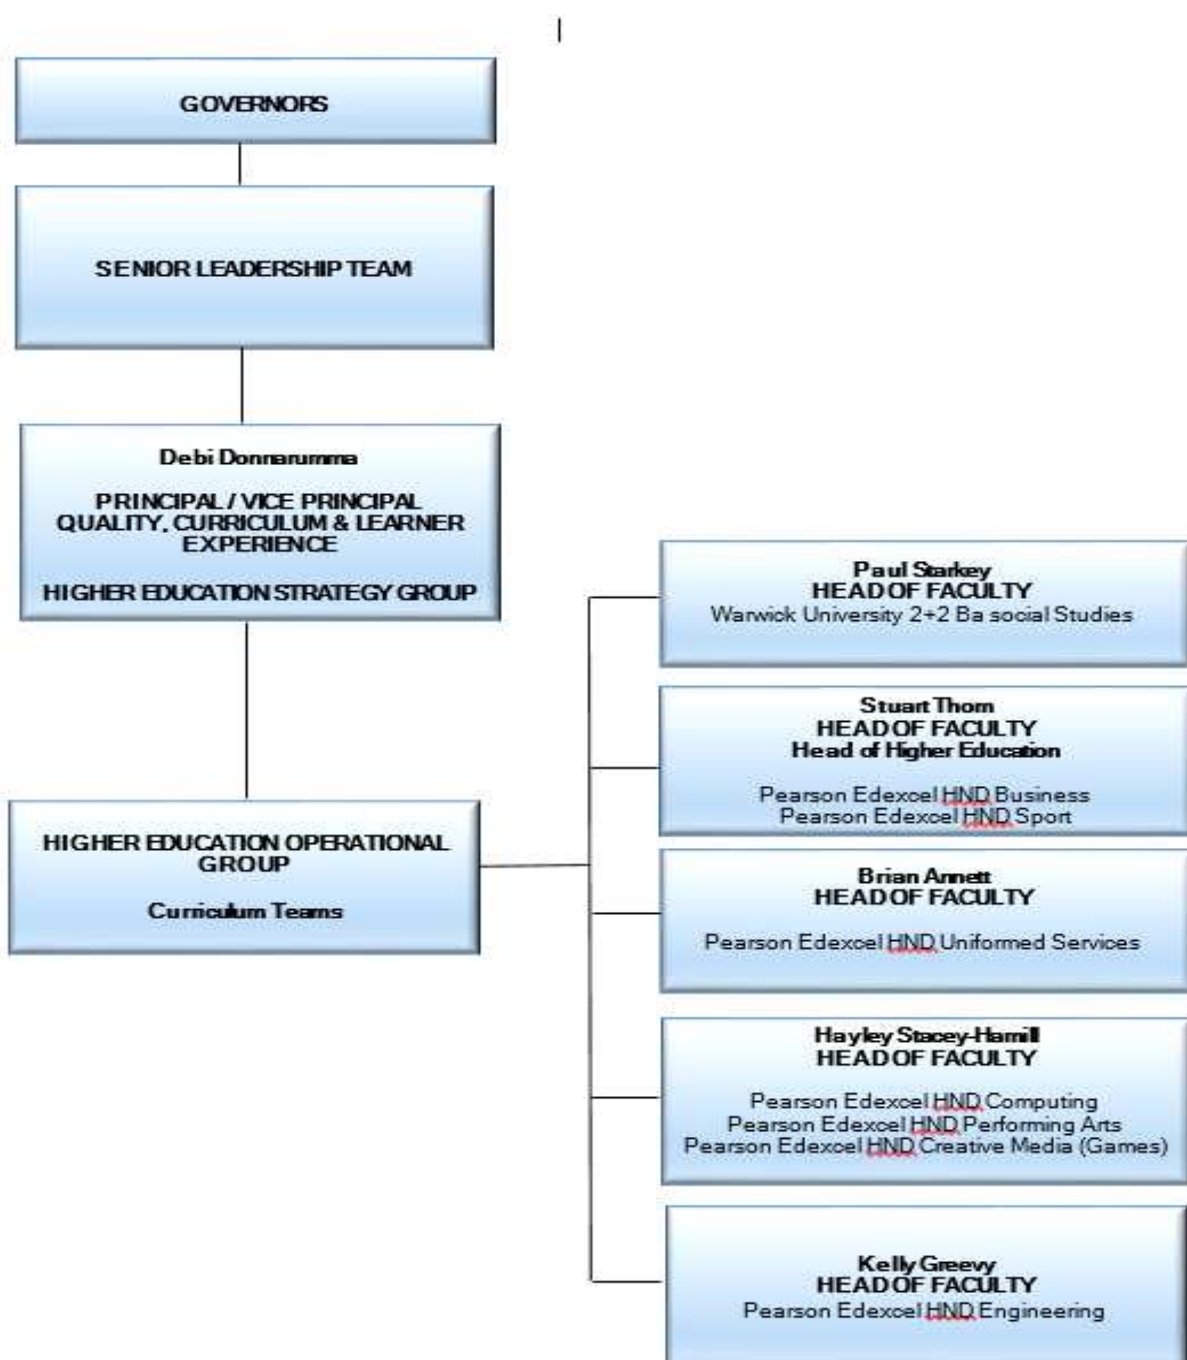 GOVERNORS
SENIOR LEADERSHIP TEAM
Debi Donnarumma
PRINCIPAL / VICE PRINCIPAL
QUALITY, CURRICULUM & LEARNER
EXPERIENCE
HIGHER EDUCATION STRATEGY GROUP
HIGHER EDUCATION OPERATIONAL
GROUP
Curriculum Teams
Paul Starkey
HEAD OF FACULTY
Warwick University 2+2 Ba social Studies
Stuart Thorn
HEAD OF FACULTY
Head of Higher Education
Pearson Edexcel HND Business
Pearson Edexcel HND Sport
Brian Annett
HEAD OF FACULTY
Pearson Edexcel HND Uniformed Services
Hayley Stacey-Hamill
HEAD OF FACULTY
Pearson Edexcel HND Computing
Pearson Edexcel HND Performing Arts
Pearson Edexcel HND Creative Media (Games)
Kelly Greevy
HEAD OF FACULTY
Pearson Edexcel HND Engineering